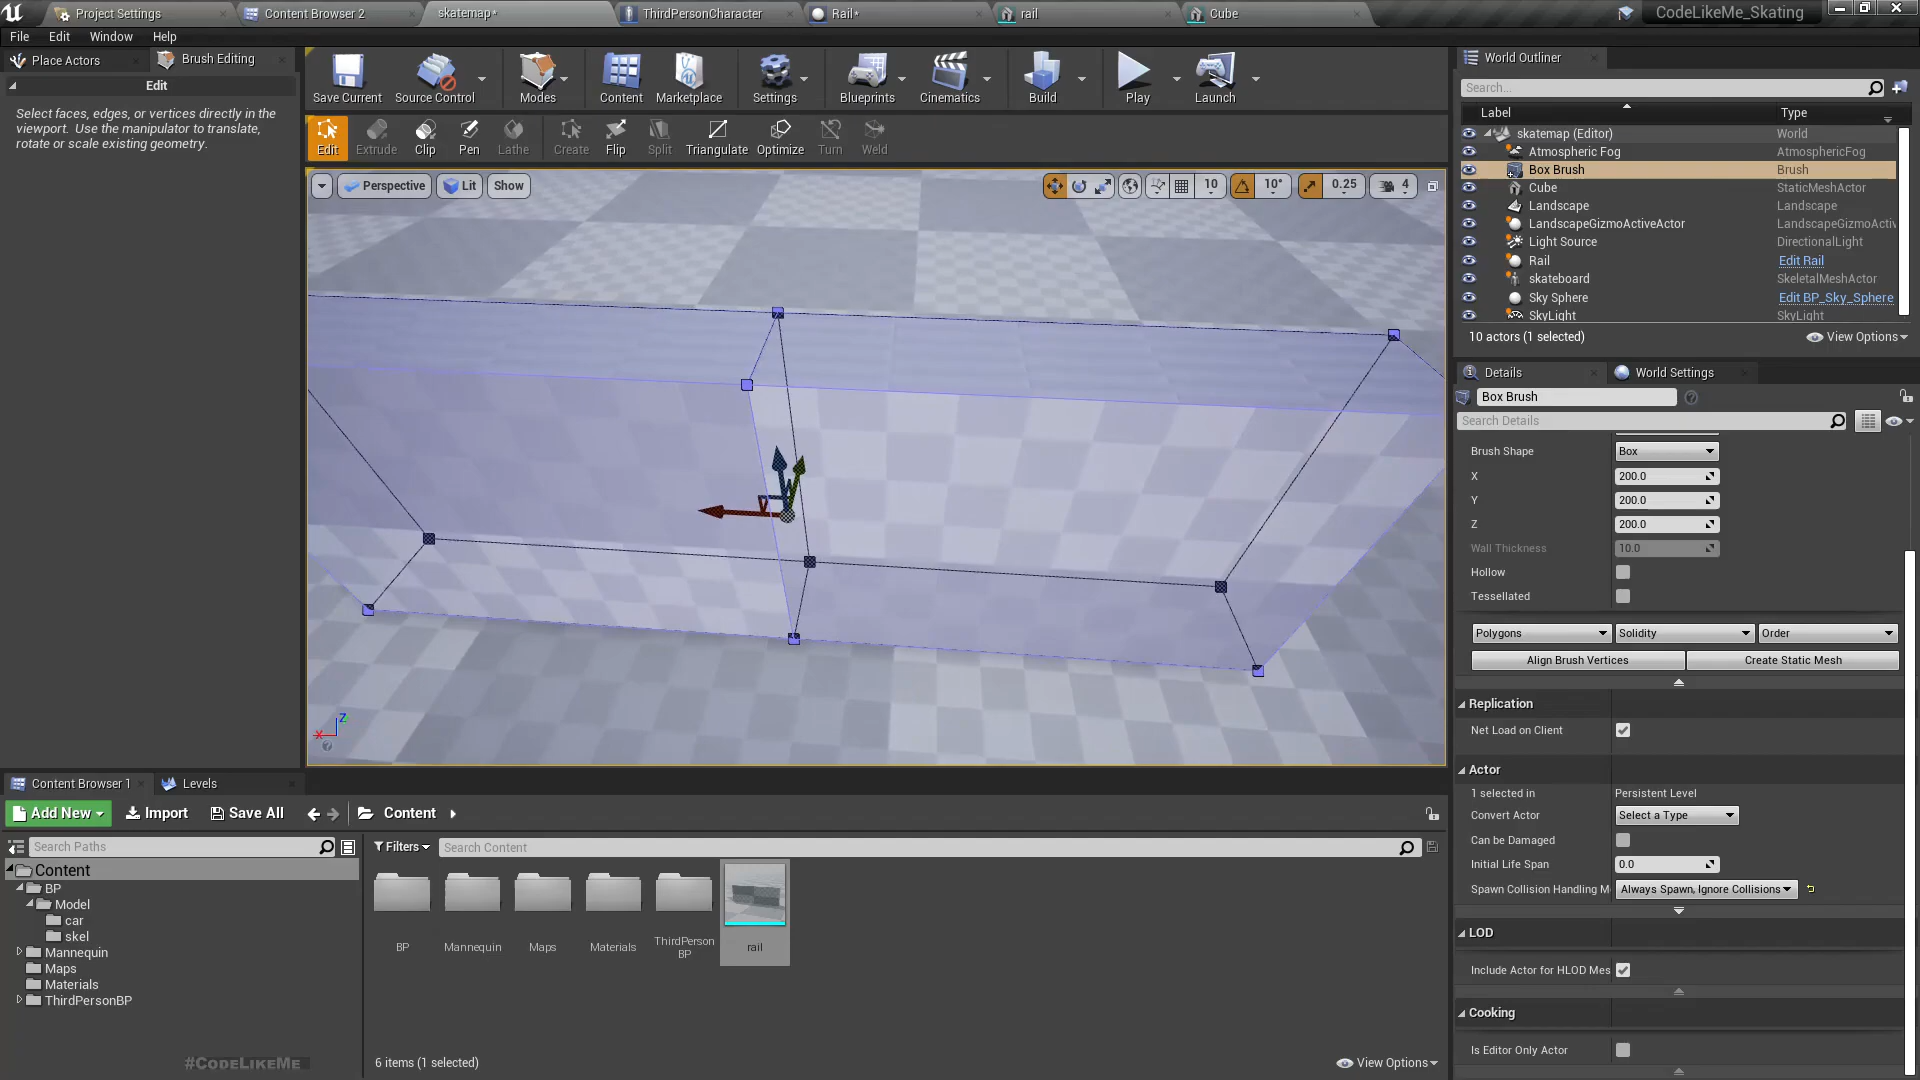 Project Settings
Content Browser 2
skatemap*
ThirdPersonCharacter
Rail*
rail
Cube
CodeLikeMe_Skating
File Edit Window Help
Place Actors
Brush Editing
Edit
Select faces, edges, or vertices directly in the
viewport. Use the manipulator to translate,
rotate or scale existing geometry.
Save Current
Source Control
Modes
Content
Marketplace
Settings
Blueprints
Cinematics
Build
Play
Launch
Edit
Extrude
Clip
Pen
Lathe
Create
Flip
Split
Triangulate
Optimize
Turn
Weld
Perspective
Lit
Show
10
10°
0.25
4
Z
X
World Outliner
Search...
Label Type
skatemap (Editor) World
Atmospheric Fog AtmosphericFog
Box Brush Brush
Cube StaticMeshActor
Landscape Landscape
LandscapeGizmoActiveActor LandscapeGizmoActiv
Light Source DirectionalLight
Rail Edit Rail
skateboard SkeletalMeshActor
Sky Sphere Edit BP_Sky_Sphere
SkyLight SkyLight
10 actors (1 selected)
View Options
Details
World Settings
Box Brush
Search Details
Brush Shape Box
X 200.0
Y 200.0
Z 200.0
Wall Thickness 10.0
Hollow
Tessellated
Polygons Solidity Order
Align Brush Vertices Create Static Mesh
Replication
Net Load on Client
Actor
1 selected in Persistent Level
Convert Actor Select a Type
Can be Damaged
Initial Life Span 0.0
Spawn Collision Handling M Always Spawn, Ignore Collisions
LOD
Include Actor for HLOD Mes
Cooking
Is Editor Only Actor
Content Browser 1
Levels
Add New
Import
Save All
Content
Search Paths
Content
BP
Model
car
skel
Mannequin
Maps
Materials
ThirdPersonBP
Filters
Search Content
BP
Mannequin
Maps
Materials
ThirdPerson
BP
rail
6 items (1 selected)
View Options
#CODELIKEME